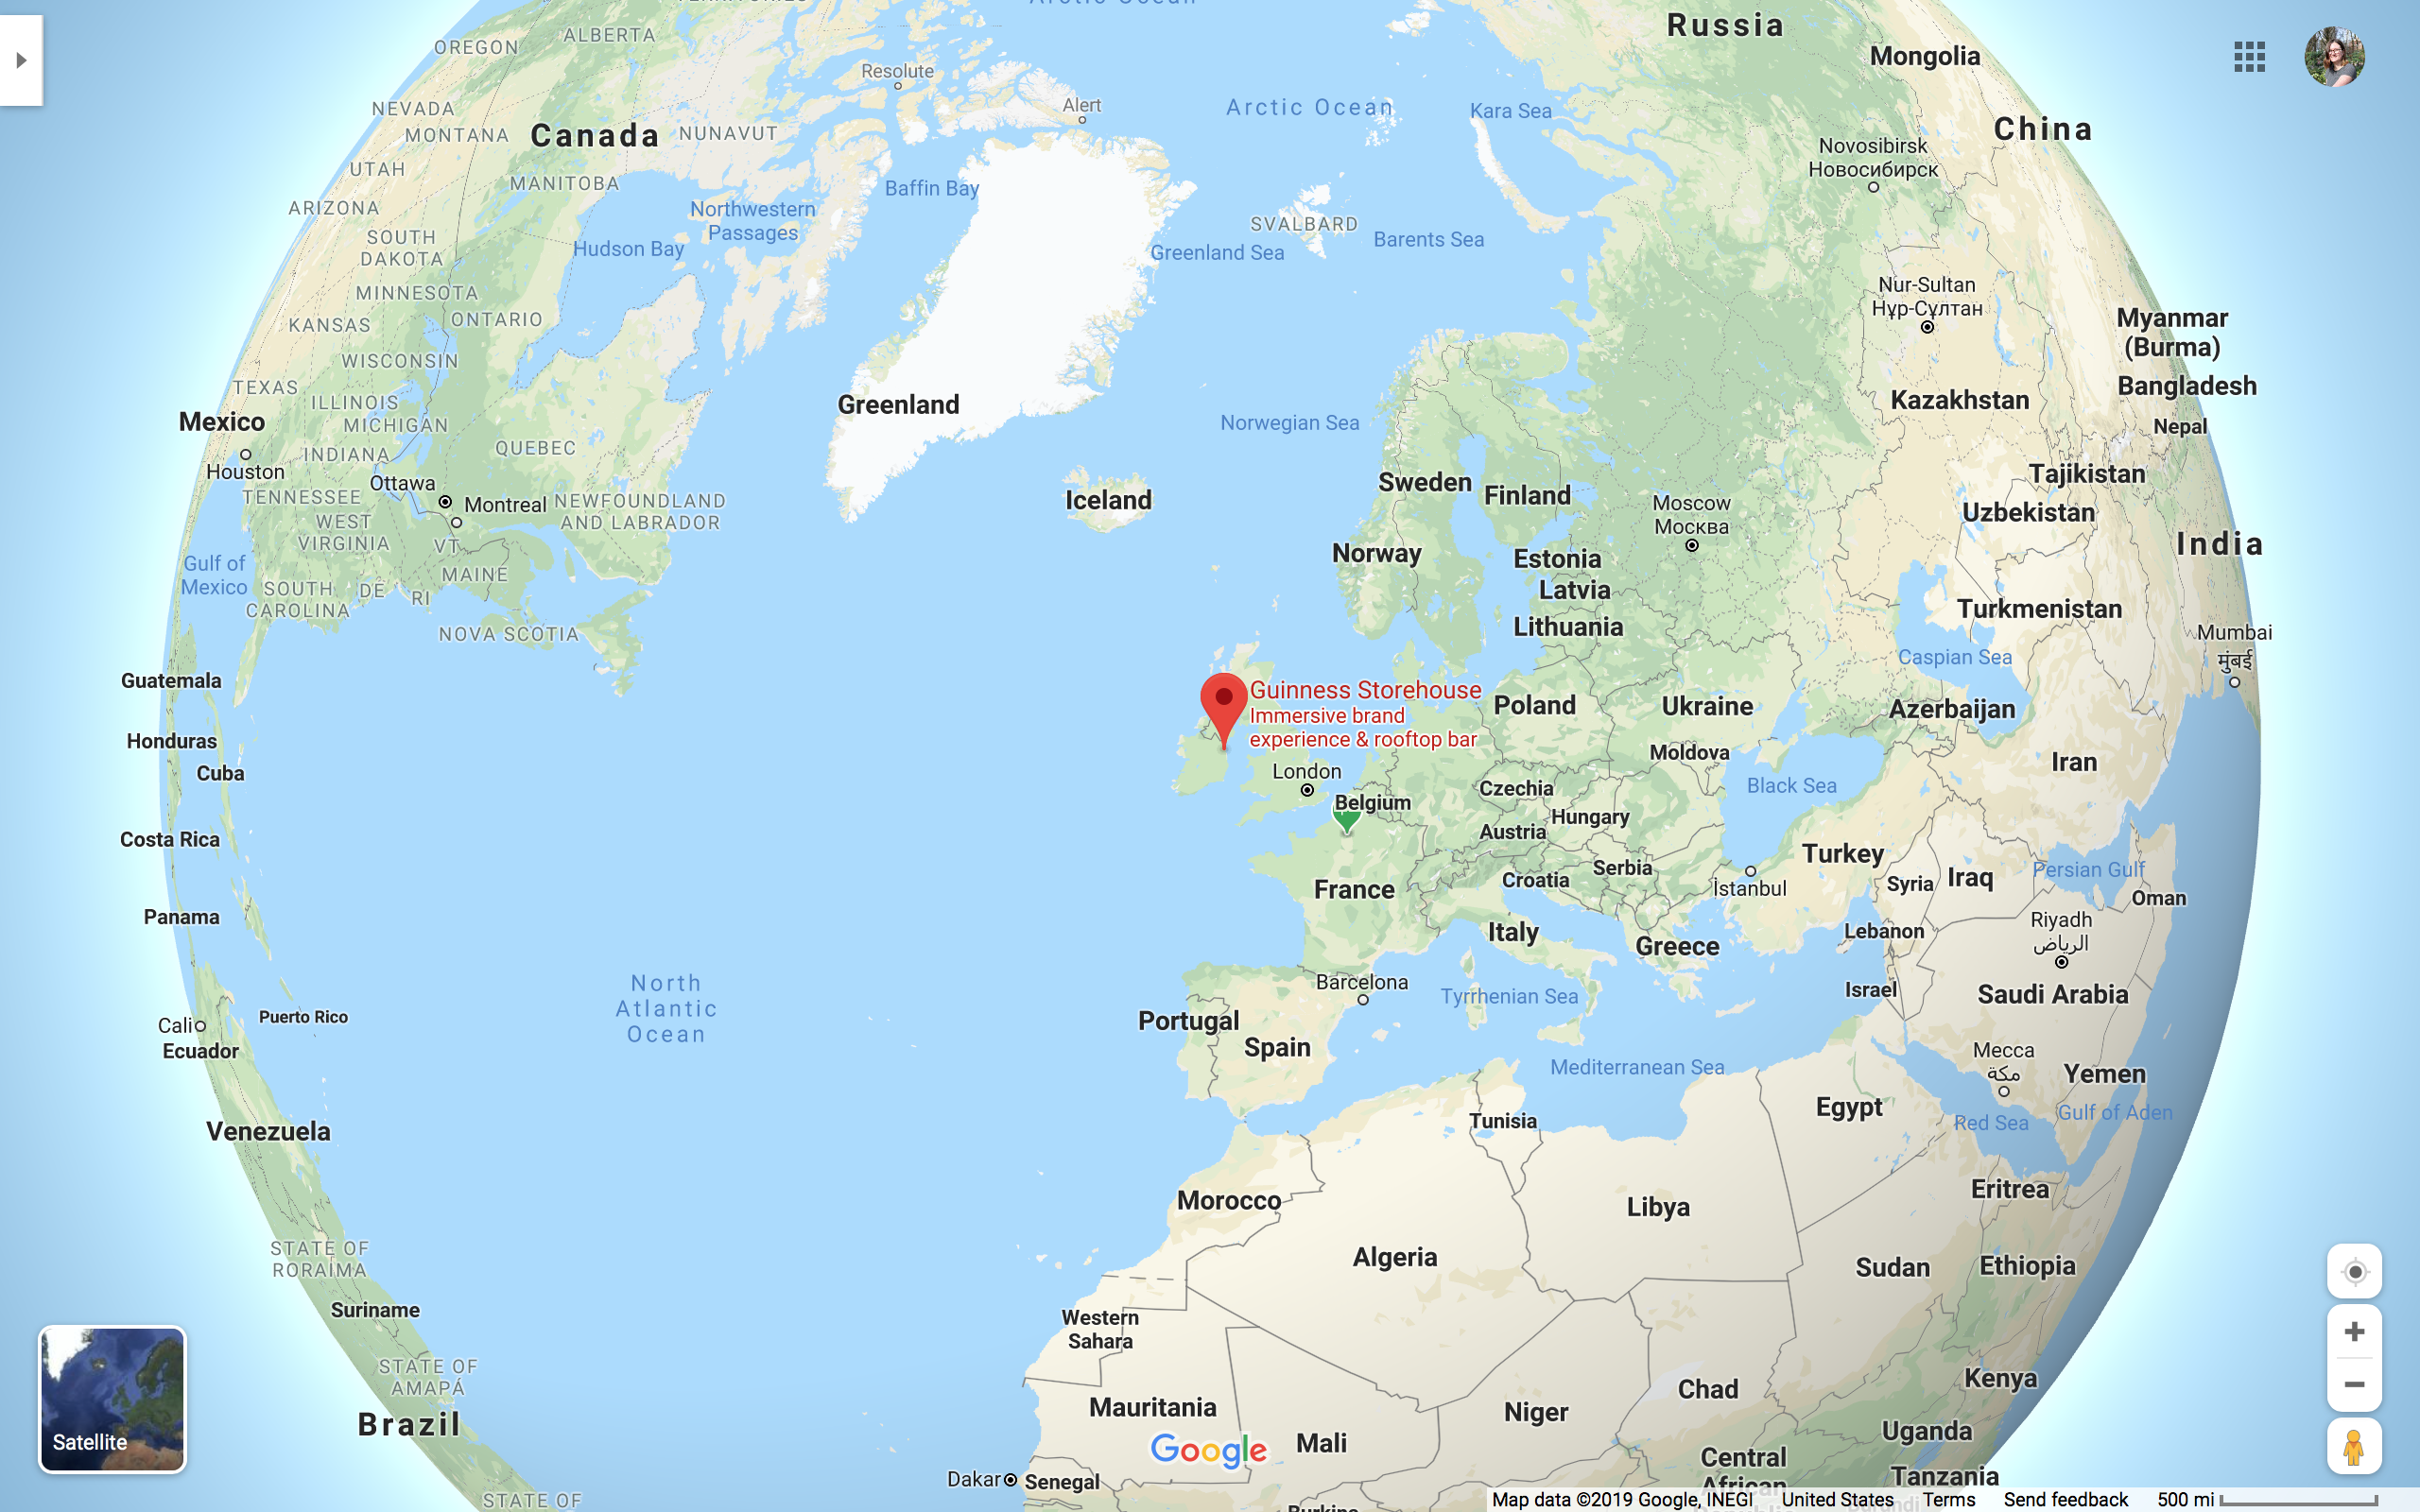 Arctic Ocean
Russia
OREGON
ALBERTA
Mongolia
Resolute
Alert
Arctic Ocean
Kara Sea
NEVADA
MONTANA
Canada
NUNAVUT
China
Novosibirsk
Новосибирск
UTAH
MANITOBA
Baffin Bay
ARIZONA
Northwestern
Passages
SVALBARD
Barents Sea
SOUTH
DAKOTA
Hudson Bay
Greenland Sea
MINNESOTA
Nur-Sultan
Нұр-Сұлтан
KANSAS
ONTARIO
Myanmar
(Burma)
WISCONSIN
TEXAS
Bangladesh
ILLINOIS
Greenland
Kazakhstan
Mexico
MICHIGAN
Norwegian Sea
Nepal
INDIANA
QUEBEC
Houston
Tajikistan
Ottawa
Sweden
Finland
TENNESSEE
Montreal
NEWFOUNDLAND
AND LABRADOR
Iceland
Moscow
Москва
Uzbekistan
WEST
VIRGINIA
VT
Norway
Estonia
India
Gulf of
Mexico
MAINE
SOUTH
CAROLINA
DE
RI
Latvia
Turkmenistan
NOVA SCOTIA
Lithuania
Mumbai
मुंबई
Caspian Sea
Guatemala
Guinness Storehouse
Immersive brand
experience & rooftop bar
Poland
Ukraine
Azerbaijan
Honduras
Moldova
Iran
Cuba
London
Czechia
Black Sea
Belgium
Hungary
Costa Rica
Austria
Turkey
Serbia
Croatia
France
İstanbul
Syria
Iraq
Persian Gulf
Oman
Panama
Italy
Greece
Lebanon
Riyadh
الرياض
North
Atlantic
Ocean
Barcelona
Tyrrhenian Sea
Israel
Saudi Arabia
Puerto Rico
Cali
Ecuador
Portugal
Spain
Mediterranean Sea
Mecca
مكة
Yemen
Venezuela
Tunisia
Egypt
Red Sea
Gulf of Aden
Morocco
Libya
Eritrea
STATE OF
RORAIMA
Algeria
Sudan
Ethiopia
Suriname
Western
Sahara
STATE OF
AMAPÁ
Kenya
Brazil
Mauritania
Niger
Chad
Satellite
Google
Mali
Uganda
Dakar
Senegal
Central
African
Tanzania
STATE OF
Map data ©2019 Google, INEGI United States Terms Send feedback 500 mi